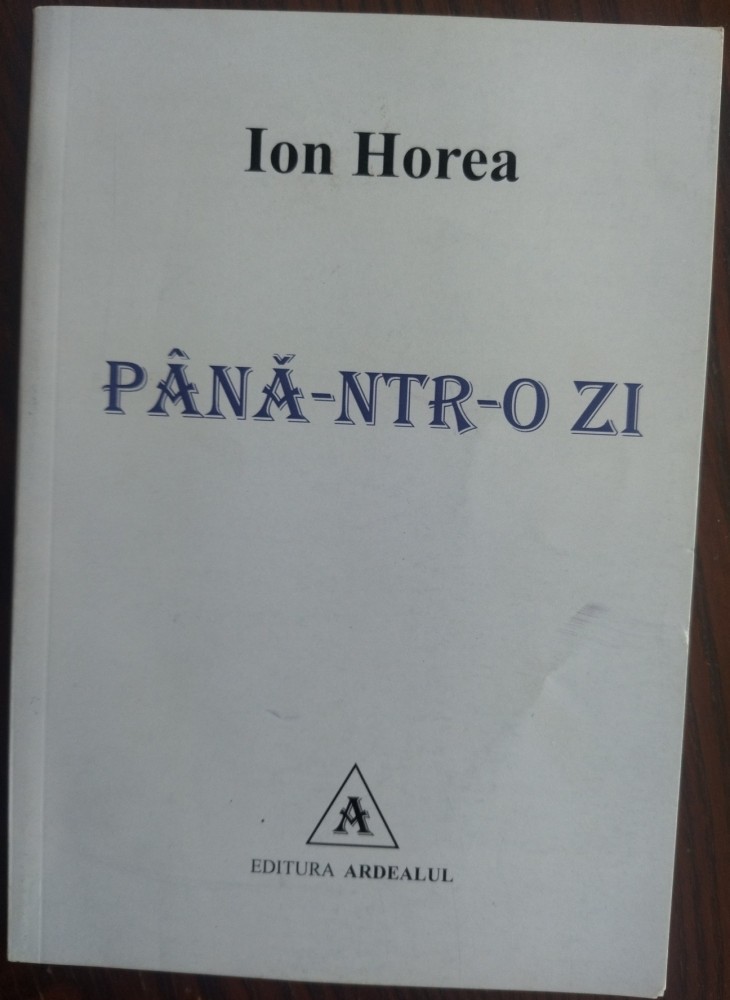 Ion Horea
PÂNĂ-NTR-O ZI
A
EDITURA ARDEALUL